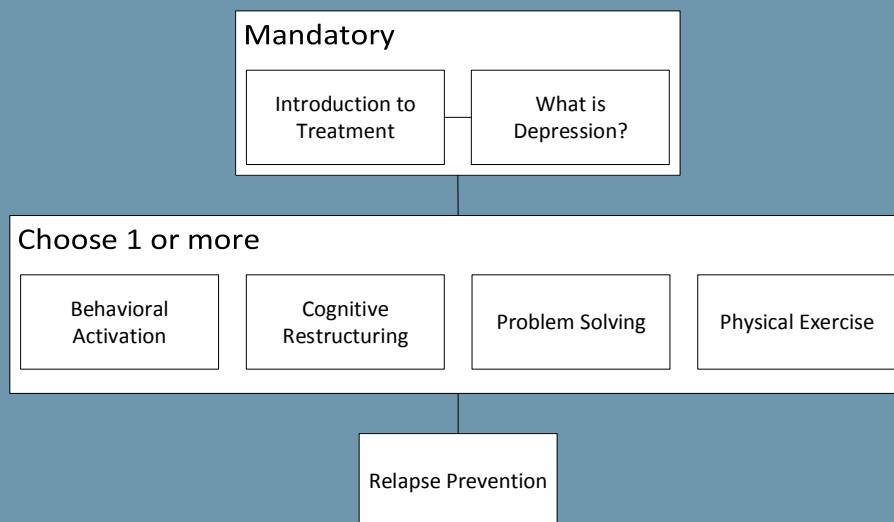 Mandatory
Introduction to
Treatment
What is
Depression?
Choose 1 or more
Behavioral
Activation
Cognitive
Restructuring
Problem Solving
Physical Exercise
Relapse Prevention